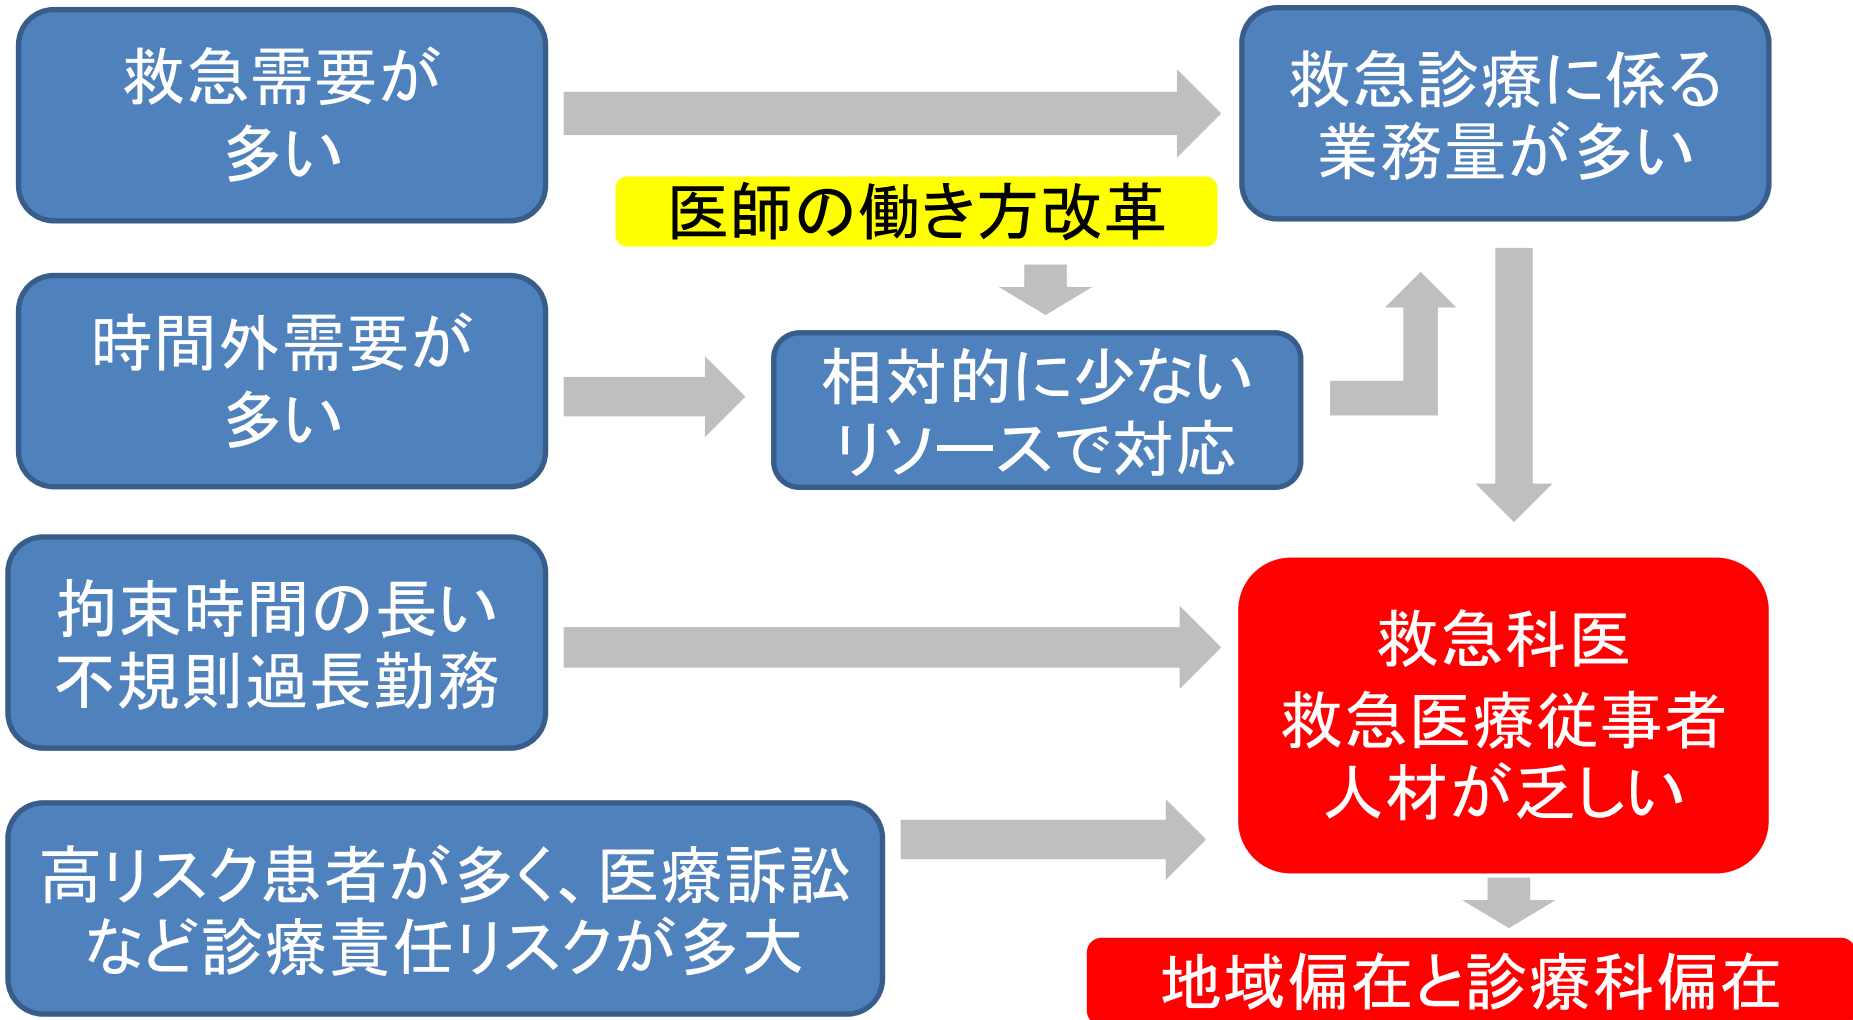 救急需要が
多い
救急診療に係る
業務量が多い
医師の働き方改革
時間外需要が
多い
相対的に少ない
リソースで対応
拘束時間の長い
不規則過長勤務
救急科医
救急医療従事者
人材が乏しい
高リスク患者が多く、医療訴訟
など診療責任リスクが多大
地域偏在と診療科偏在